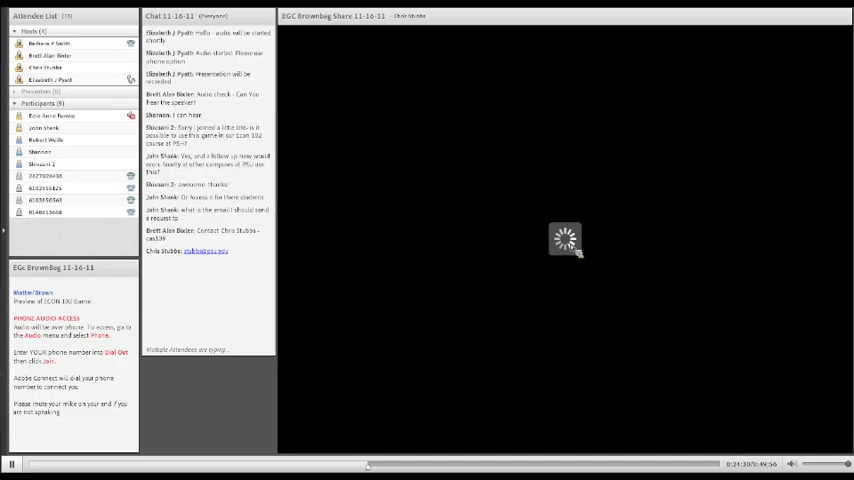 Attendee List (13)
Hosts (4)
Barbara P Smith
Brett Alan Bixler
Chris Stubbs
Elizabeth J Pyatt
Presenters (0)
Participants (9)
Edie Anne
John Shank
Robert Wolfe
Shannon
Shivaani 2
EGC BrownBag 11-16-11
Matter/Brown
Preview of ECON 102 Game
PHONE AUDIO ACCESS
Audio will be over phone. To access, go to
the Audio menu and select Phone.
Enter YOUR phone number into Dial Out
then click Join.
Adobe Connect will dial your phone
number to connect you.
Please mute your mike on your end if you
are not speaking
Chat 11-16-11 (Everyone)
Elizabeth J Pyatt: Hello - audio will be started
shortly
Elizabeth J Pyatt: Audio started! Please use
phone option
Elizabeth J Pyatt: Presentation will be
recorded
Brett Alan Bixler: Audio check - Can You
hear the speaker?
Shannon: I can hear
Shivaani 2: Sorry I joined a little late- is it
possible to use this game in our Econ 102
course at PSH?
John Shank: Yes, and a follow up how would
econ faculty at other campuses at PSU use
this?
Shivaani 2: awesome thanks!
John Shank: Or Access it for there students
John Shank: what is the email I should send
a request to
Brett Alan Bixler: Contact Chris Stubbs -
cas109
Chris Stubbs: stubbs@psu.edu
Multiple Attendees are typing...
EGC Brownbag Share 11-16-11 - Chris Stubbs
0:24:30/0:49:56